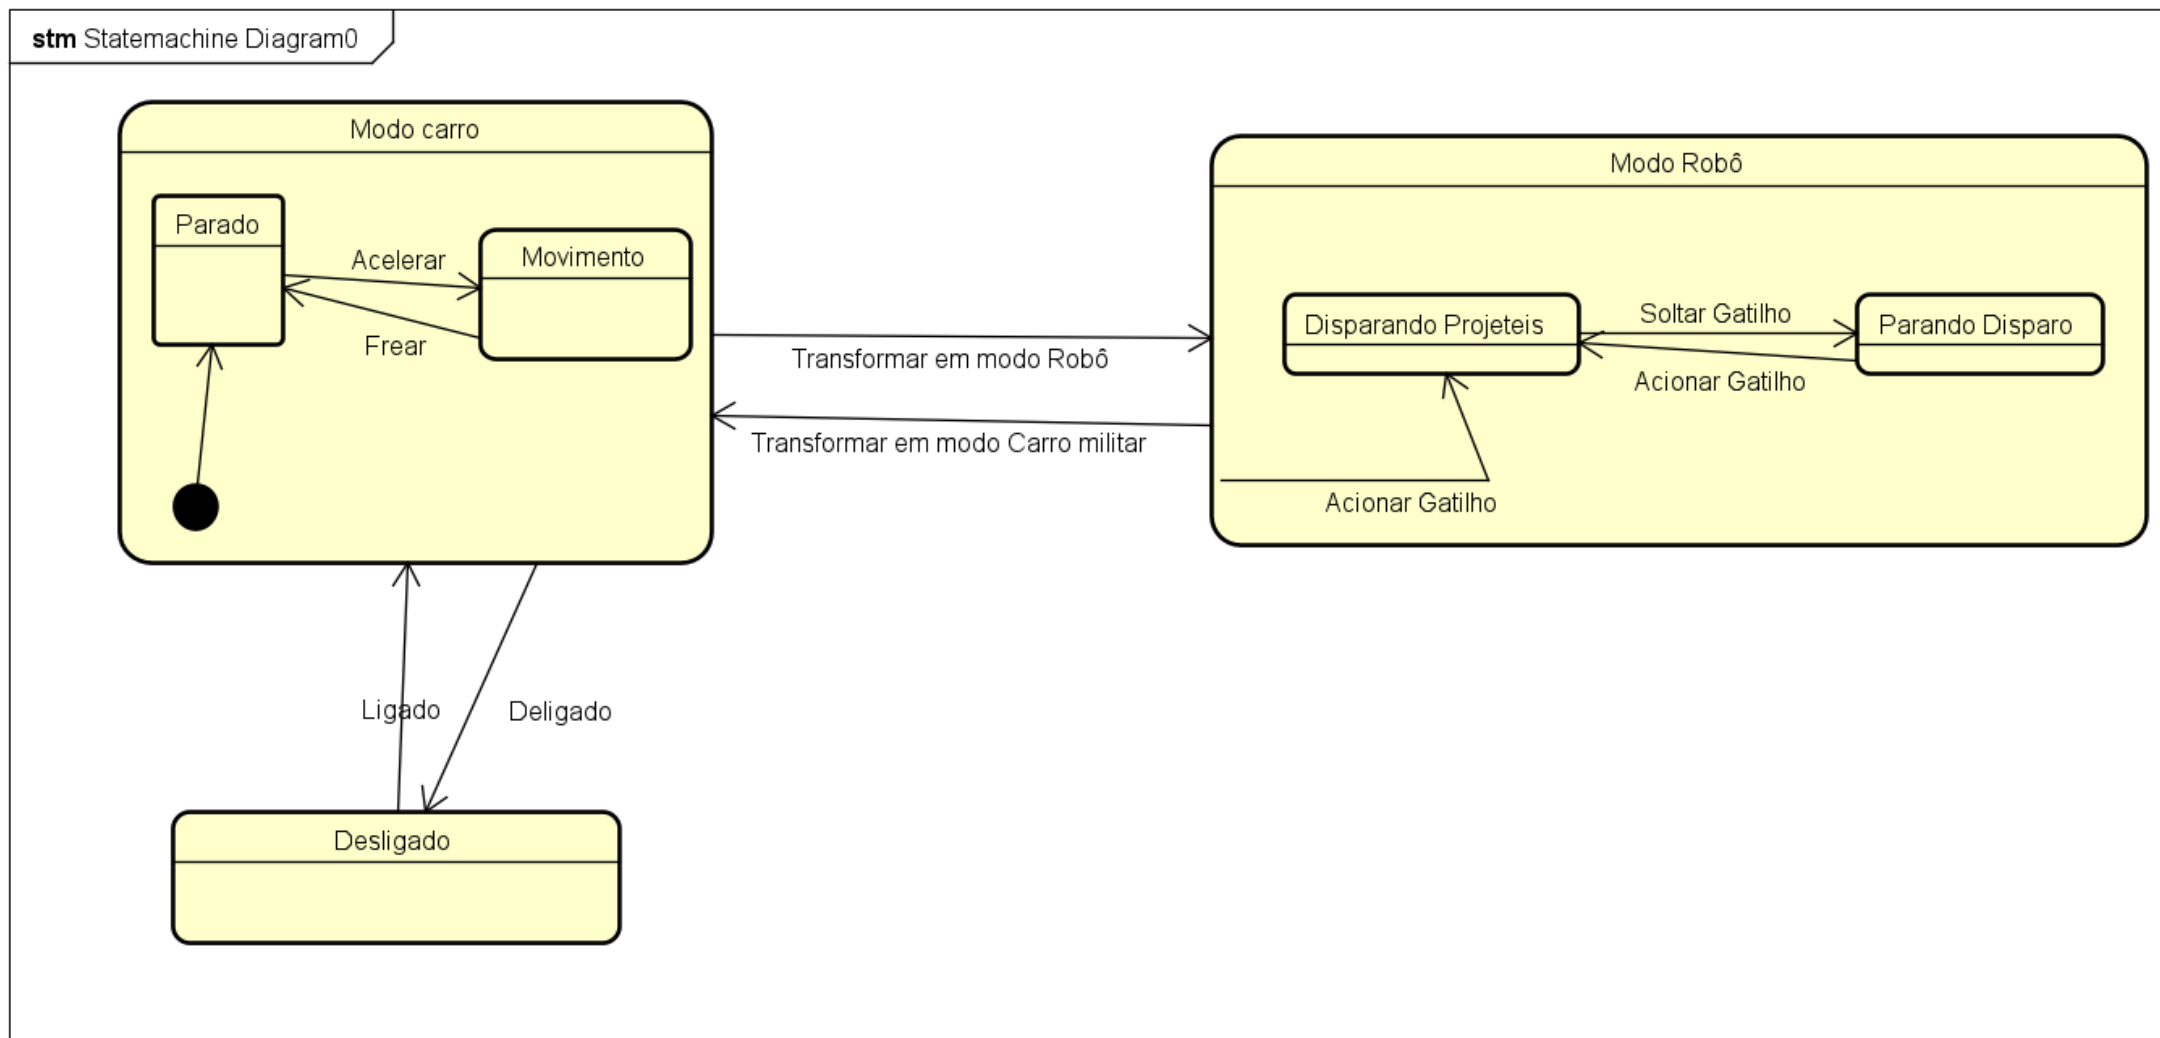 stm Statemachine Diagram0
Modo carro
Parado
Acelerar
Movimento
Frear
Transformar em modo Robô
Transformar em modo Carro militar
Modo Robô
Disparando Projeteis
Soltar Gatilho
Parando Disparo
Acionar Gatilho
Acionar Gatilho
Ligado
Deligado
Desligado